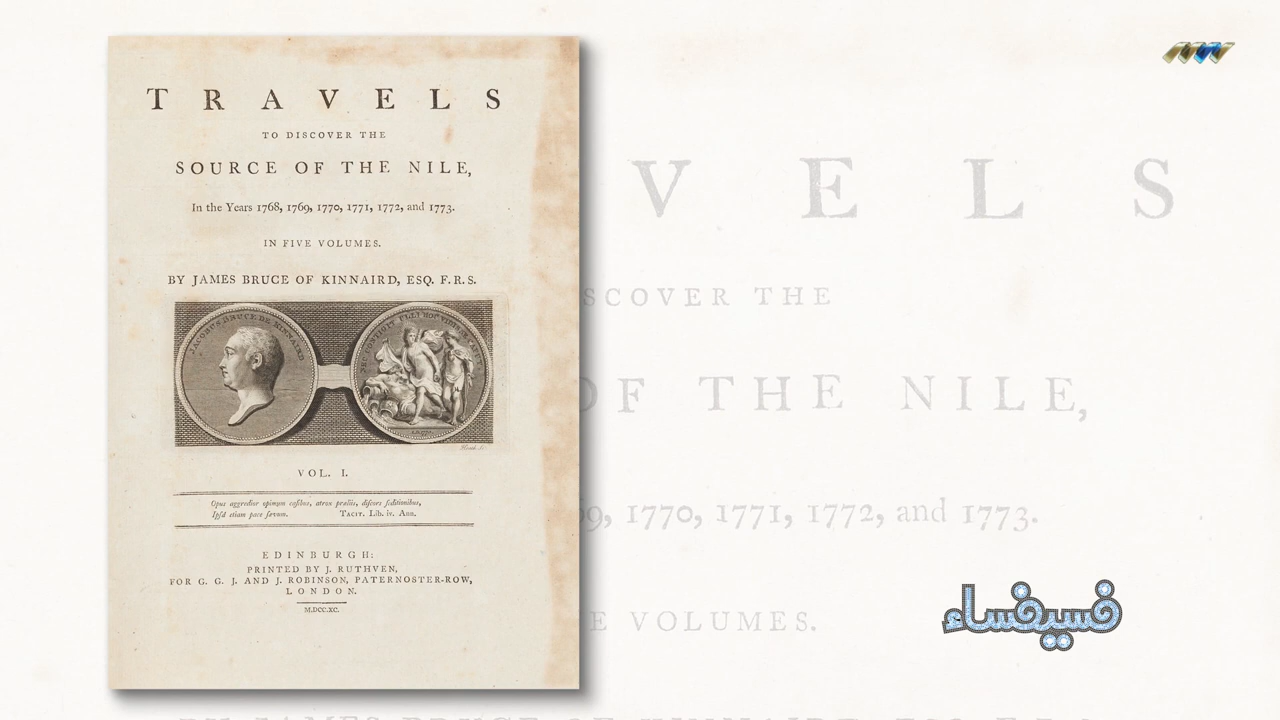 TRAVELS
TO DISCOVER THE
SOURCE OF THE NILE,
In the Years 1768, 1769, 1770, 1771, 1772, and 1773.
IN FIVE VOLUMES.
BY JAMES BRUCE OF KINNAIRD, ESQ. F.R.S.
JACOBUS BRUCE DE KINNAIRD
VOL. I.
Opus aggredior opimum casibus, atrox præliis, discors seditionibus,
Ipsâ etiam pace sævum. TACIT. Lib. iv. Ann.
EDINBURGH:
PRINTED BY J. RUTHVEN,
FOR G. G. J. AND J. ROBINSON, PATERNOSTER-ROW,
LONDON.
M.DCC.XC.
VELS
SCOVER THE
OF THE NILE,
69, 1770, 1771, 1772, and 1773.
E VOLUMES.
فسيفساء